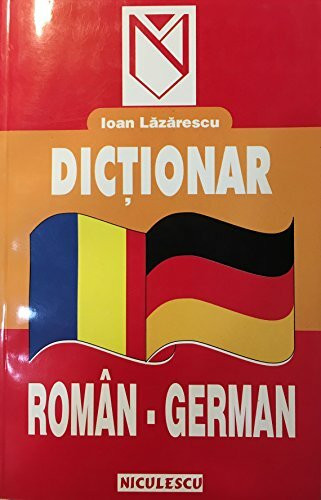 Ioan Lăzărescu
DICȚIONAR
ROMÂN - GERMAN
NICULESCU